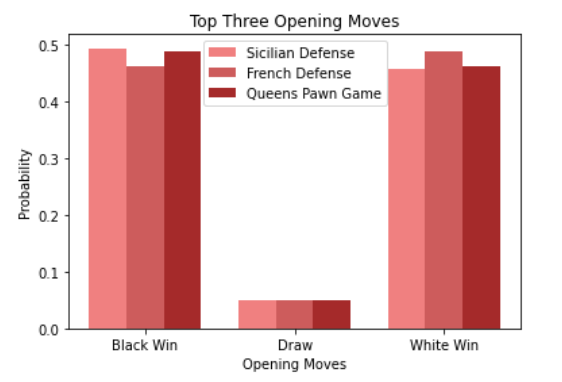 Top Three Opening Moves
Sicilian Defense
French Defense
Queens Pawn Game
Probability
0.5
0.4
0.3
0.2
0.1
0.0
Black Win
Draw
White Win
Opening Moves